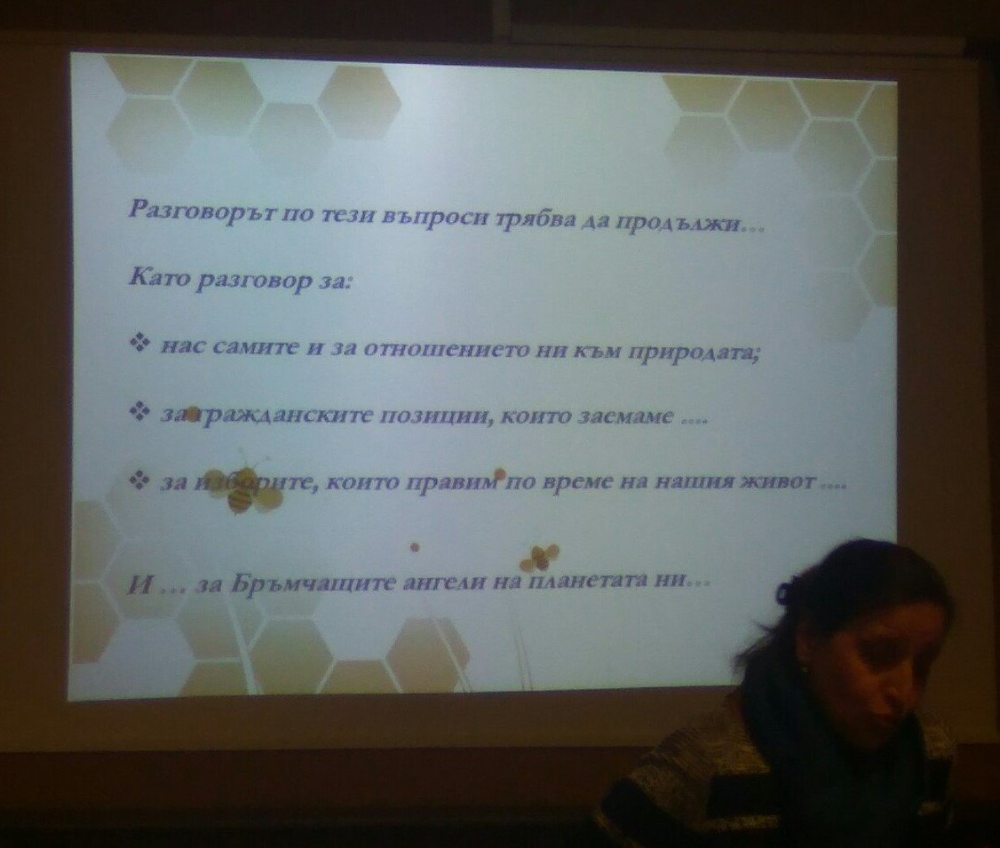 Разговорът по тези въпроси трябва да продължи...
Като разговор за:
❖ нас самите и за отношението ни към природата;
❖ за гражданските позиции, които заемаме ....
❖ за изборите, които правим по време на нашия живот ....
И ... за Бръмчащите ангели на планетата ни...